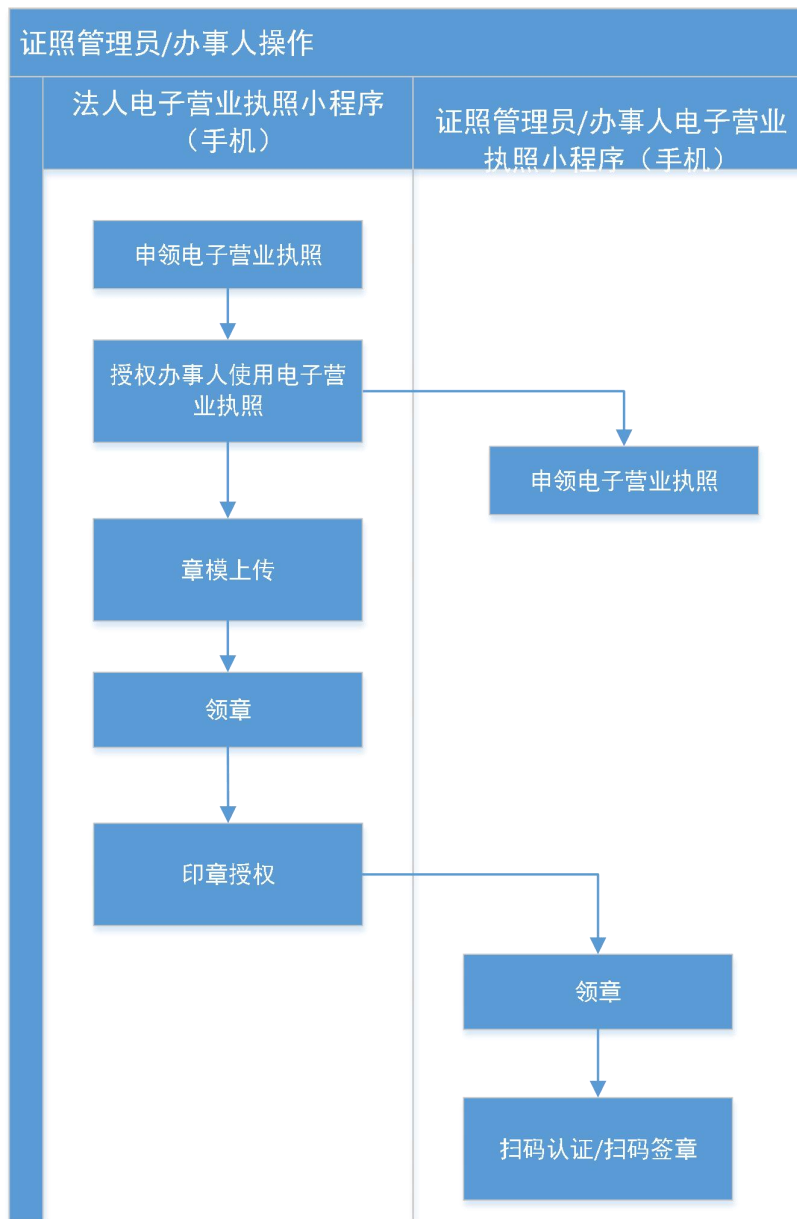 证照管理员/办事人操作
法人电子营业执照小程序
（手机）
证照管理员/办事人电子营业
执照小程序（手机）
申领电子营业执照
授权办事人使用电子营
业执照
申领电子营业执照
章模上传
领章
印章授权
领章
扫码认证/扫码签章